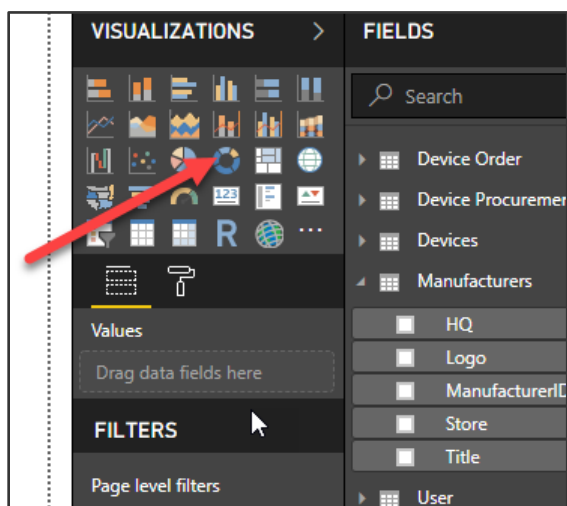 VISUALIZATIONS >
FIELDS
Search
123
R
Device Order
Device Procuremen
Devices
Manufacturers
HQ
Logo
ManufacturerID
Store
Title
User
Values
Drag data fields here
FILTERS
Page level filters